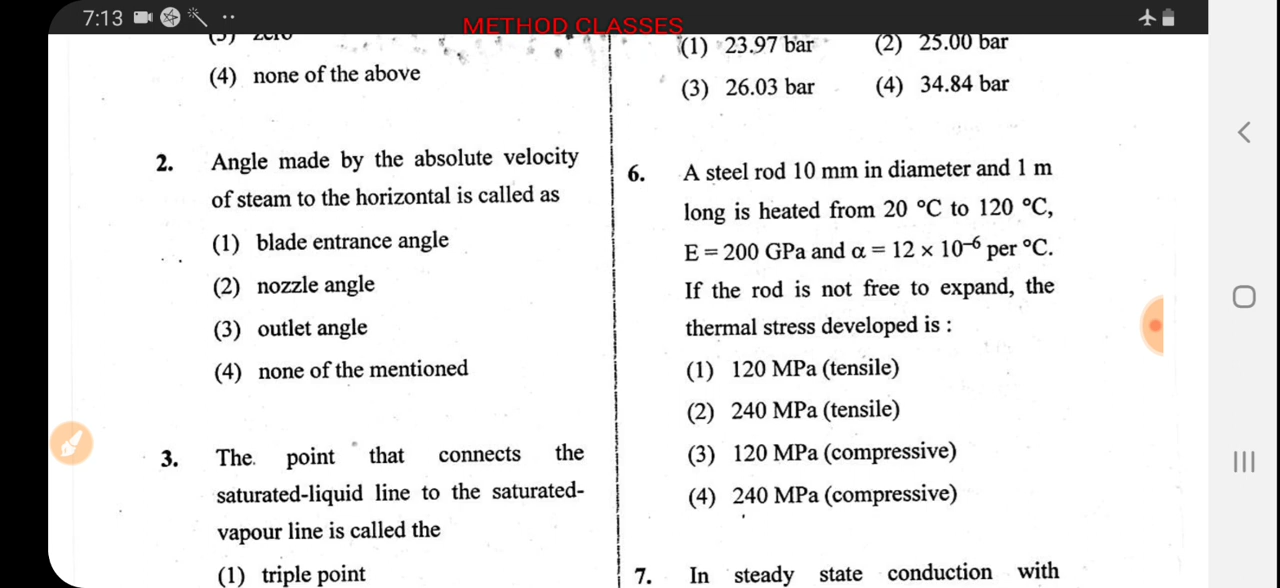 7:13
METHOD CLASSES
(3) zero
(4) none of the above
2. Angle made by the absolute velocity
of steam to the horizontal is called as
(1) blade entrance angle
(2) nozzle angle
(3) outlet angle
(4) none of the mentioned
3. The point that connects the
saturated-liquid line to the saturated-
vapour line is called the
(1) triple point
(1) 23.97 bar (2) 25.00 bar
(3) 26.03 bar (4) 34.84 bar
6. A steel rod 10 mm in diameter and 1 m
long is heated from 20 °C to 120 °C,
E = 200 GPa and α = 12 × 10⁻⁶ per °C.
If the rod is not free to expand, the
thermal stress developed is :
(1) 120 MPa (tensile)
(2) 240 MPa (tensile)
(3) 120 MPa (compressive)
(4) 240 MPa (compressive)
7. In steady state conduction with